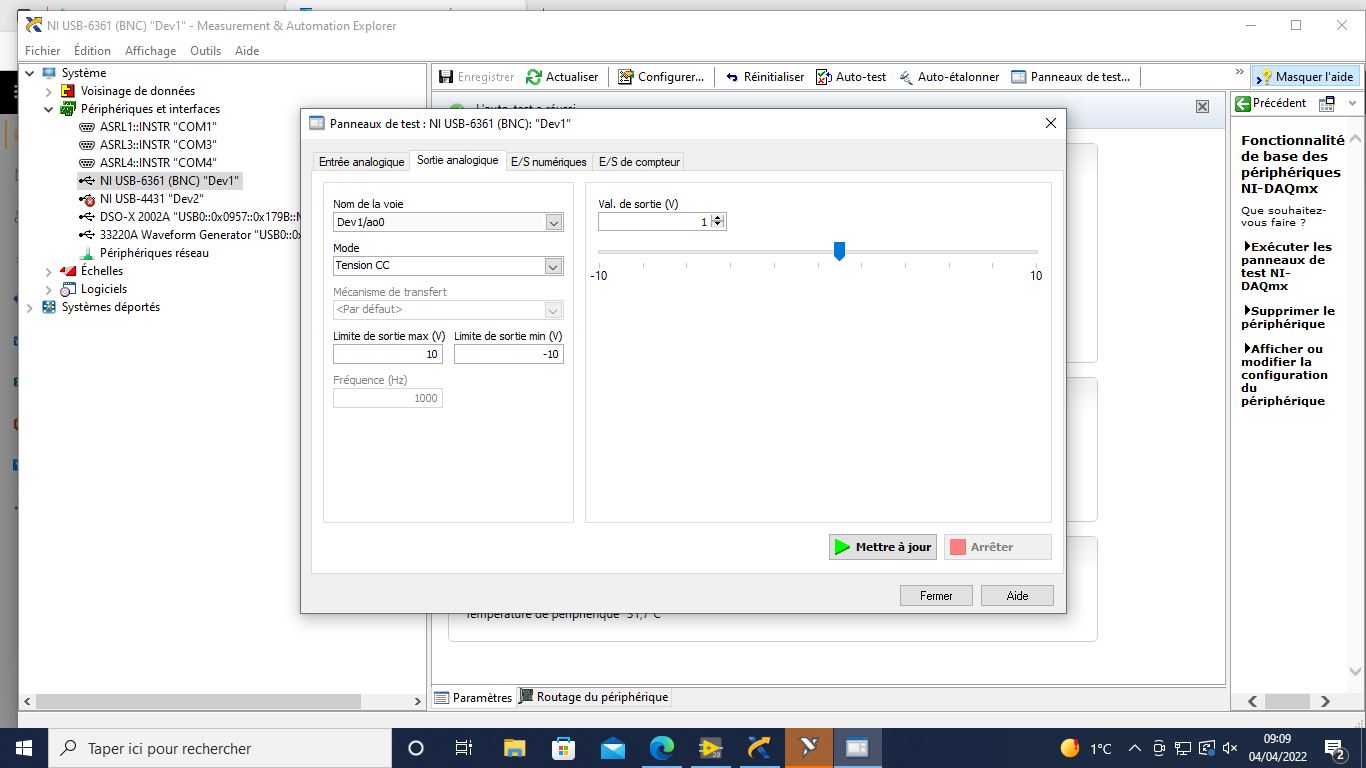 NI USB-6361 (BNC) "Dev1" - Measurement & Automation Explorer
Fichier Édition Affichage Outils Aide
Système
Voisinage de données
Périphériques et interfaces
ASRL1::INSTR "COM1"
ASRL3::INSTR "COM3"
ASRL4::INSTR "COM4"
NI USB-6361 (BNC) "Dev1"
NI USB-4431 "Dev2"
DSO-X 2002A "USB0::0x0957::0x179B::M
33220A Waveform Generator "USB0::0x
Périphériques réseau
Échelles
Logiciels
Systèmes déportés
Enregistrer Actualiser Configurer... Réinitialiser Auto-test Auto-étalonner Panneaux de test... » Masquer l'aide
L'auto-test a réussi
Panneaux de test : NI USB-6361 (BNC): "Dev1"
Entrée analogique Sortie analogique E/S numériques E/S de compteur
Nom de la voie
Dev1/ao0
Mode
Tension CC
Mécanisme de transfert
<Par défaut>
Limite de sortie max (V) Limite de sortie min (V)
10 -10
Fréquence (Hz)
1000
Val. de sortie (V)
1
-10 10
Mettre à jour Arrêter
Fermer Aide
Température de périphérique 31,7°C
Paramètres Routage du périphérique
Précédent
Fonctionnalité
de base des
périphériques
NI-DAQmx
Que souhaitez-
vous faire ?
Exécuter les
panneaux de
test NI-
DAQmx
Supprimer le
périphérique
Afficher ou
modifier la
configuration
du
périphérique
Taper ici pour rechercher
20
1°C
09:09
04/04/2022
2